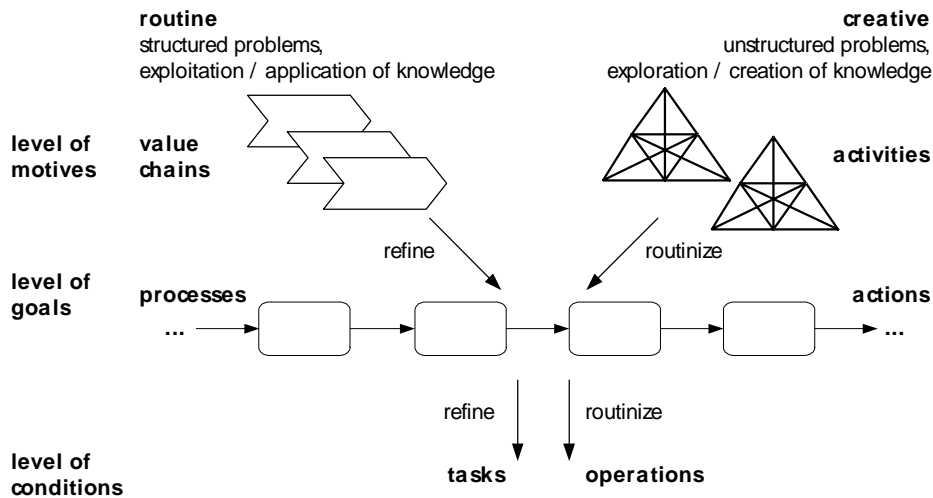 routine
structured problems,
exploitation / application of knowledge
creative
unstructured problems,
exploration / creation of knowledge
level of
motives
value
chains
activities
refine
routinize
level of
goals
processes
actions
...
...
refine
routinize
level of
conditions
tasks
operations